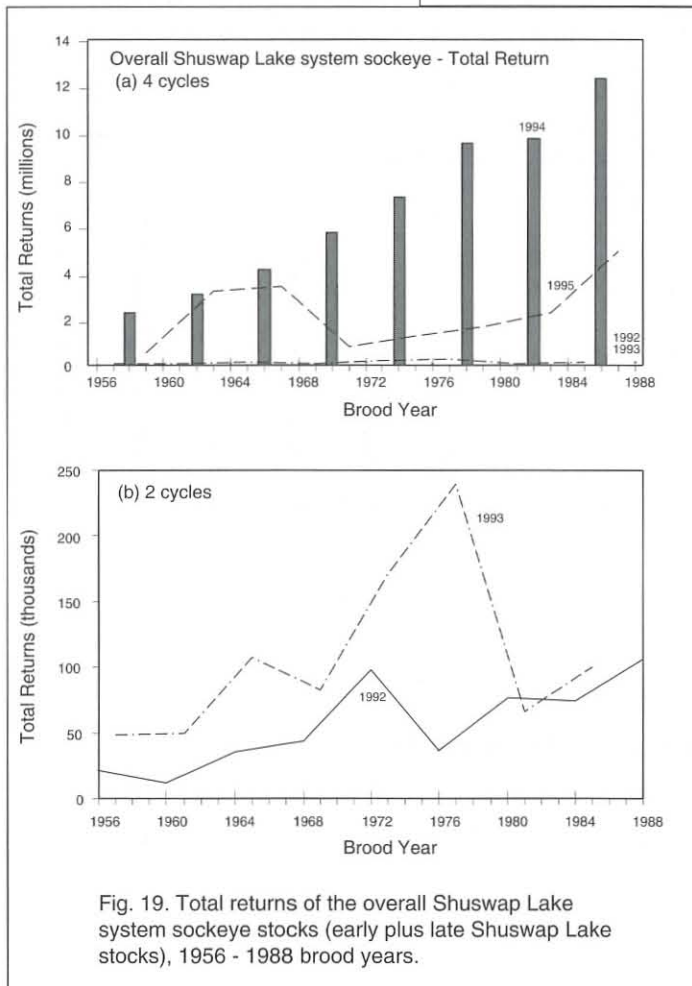 Overall Shuswap Lake system sockeye - Total Return
(a) 4 cycles
Total Returns (millions)
14
12
10
8
6
4
2
0
1994
1995
1992
1993
1956 1960 1964 1968 1972 1976 1980 1984 1988
Brood Year
(b) 2 cycles
Total Returns (thousands)
250
200
150
100
50
0
1993
1992
1956 1960 1964 1968 1972 1976 1980 1984 1988
Brood Year
Fig. 19. Total returns of the overall Shuswap Lake
system sockeye stocks (early plus late Shuswap Lake
stocks), 1956 - 1988 brood years.